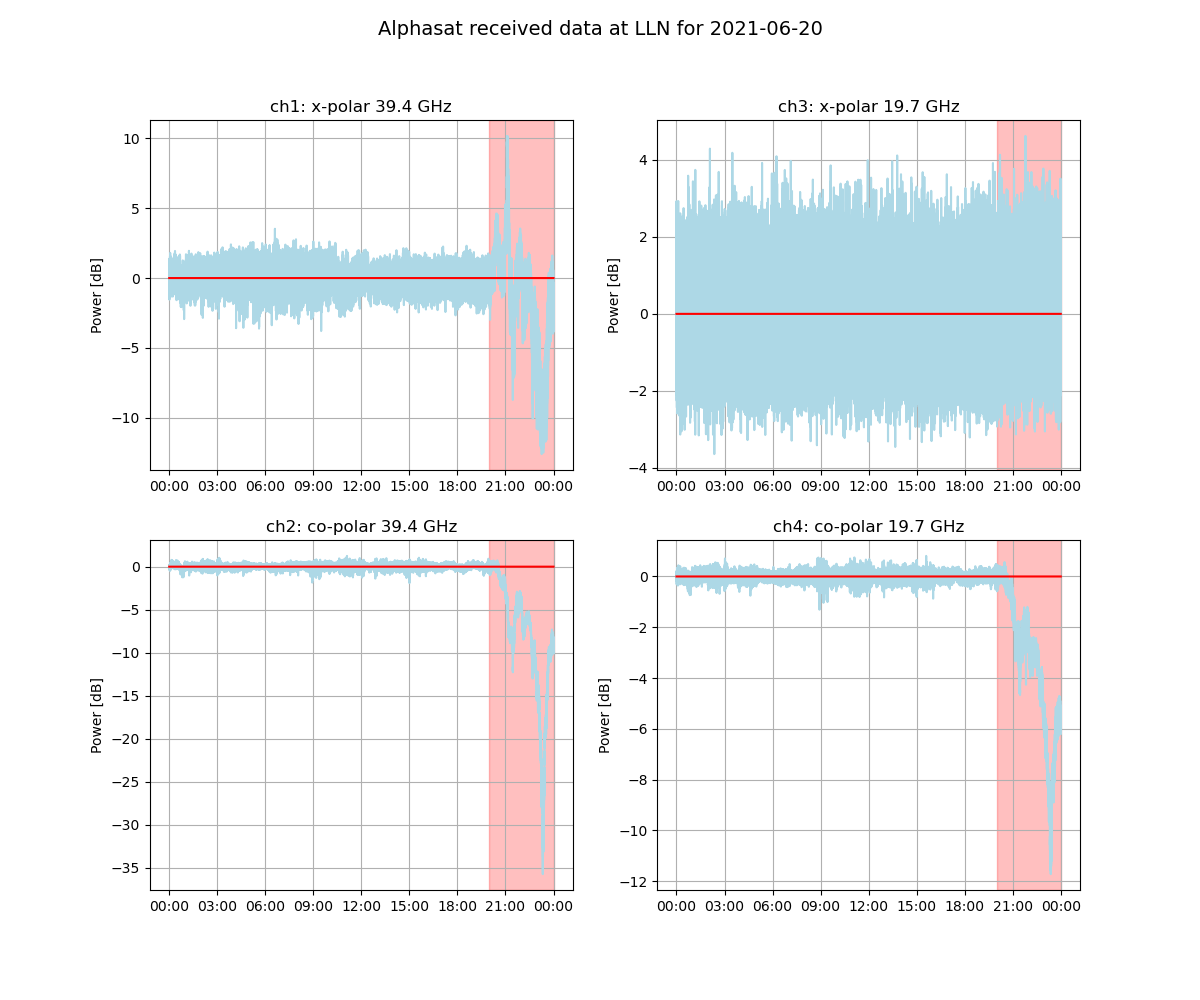 Alphasat received data at LLN for 2021-06-20
ch1: x-polar 39.4 GHz
Power [dB]
10
5
0
−5
−10
00:00 03:00 06:00 09:00 12:00 15:00 18:00 21:00 00:00
ch3: x-polar 19.7 GHz
Power [dB]
4
2
0
−2
−4
00:00 03:00 06:00 09:00 12:00 15:00 18:00 21:00 00:00
ch2: co-polar 39.4 GHz
Power [dB]
0
−5
−10
−15
−20
−25
−30
−35
00:00 03:00 06:00 09:00 12:00 15:00 18:00 21:00 00:00
ch4: co-polar 19.7 GHz
Power [dB]
0
−2
−4
−6
−8
−10
−12
00:00 03:00 06:00 09:00 12:00 15:00 18:00 21:00 00:00